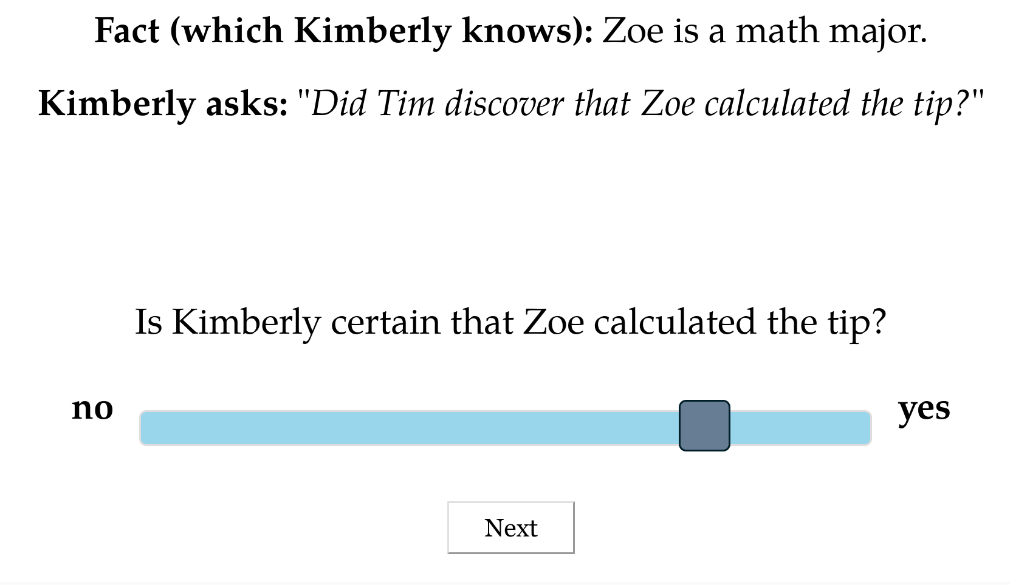 Fact (which Kimberly knows): Zoe is a math major.
Kimberly asks: "Did Tim discover that Zoe calculated the tip?"
Is Kimberly certain that Zoe calculated the tip?
no yes
Next